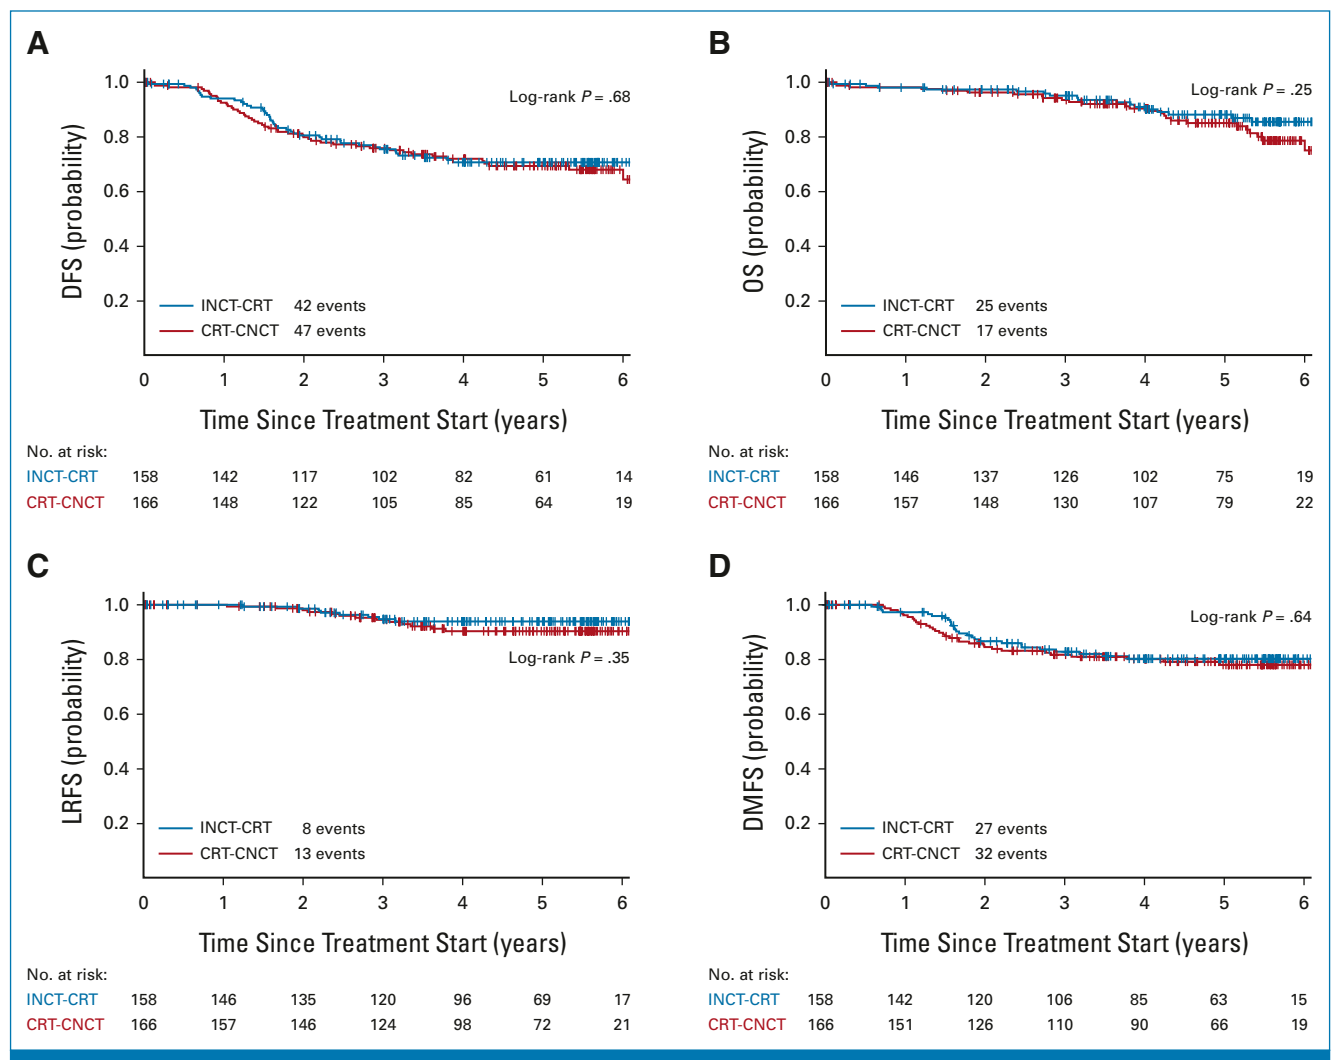 A
DFS (probability)
1.0
0.8
0.6
0.4
0.2
Log-rank P = .68
INCT-CRT 42 events
CRT-CNCT 47 events
0 1 2 3 4 5 6
Time Since Treatment Start (years)
No. at risk:
INCT-CRT 158 142 117 102 82 61 14
CRT-CNCT 166 148 122 105 85 64 19
B
OS (probability)
1.0
0.8
0.6
0.4
0.2
Log-rank P = .25
INCT-CRT 25 events
CRT-CNCT 17 events
0 1 2 3 4 5 6
Time Since Treatment Start (years)
No. at risk:
INCT-CRT 158 146 137 126 102 75 19
CRT-CNCT 166 157 148 130 107 79 22
C
LRFS (probability)
1.0
0.8
0.6
0.4
0.2
Log-rank P = .35
INCT-CRT 8 events
CRT-CNCT 13 events
0 1 2 3 4 5 6
Time Since Treatment Start (years)
No. at risk:
INCT-CRT 158 146 135 120 96 69 17
CRT-CNCT 166 157 146 124 98 72 21
D
DMFS (probability)
1.0
0.8
0.6
0.4
0.2
Log-rank P = .64
INCT-CRT 27 events
CRT-CNCT 32 events
0 1 2 3 4 5 6
Time Since Treatment Start (years)
No. at risk:
INCT-CRT 158 142 120 106 85 63 15
CRT-CNCT 166 151 126 110 90 66 19